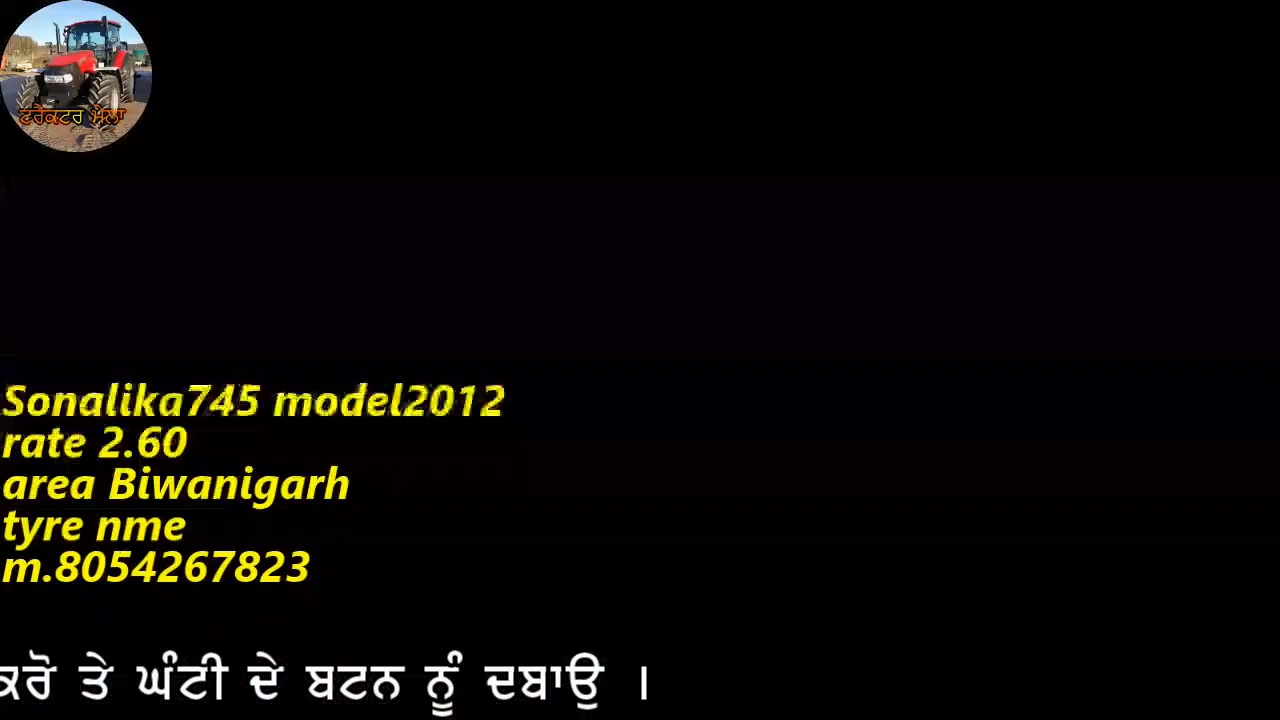 ਟਰੈਕਟਰ ਮੇਲਾ
Sonalika745 model2012
rate 2.60
area Biwanigarh
tyre nme
m.8054267823
ਕਰੋ ਤੇ ਘੰਟੀ ਦੇ ਬਟਨ ਨੂੰ ਦਬਾਉ ।